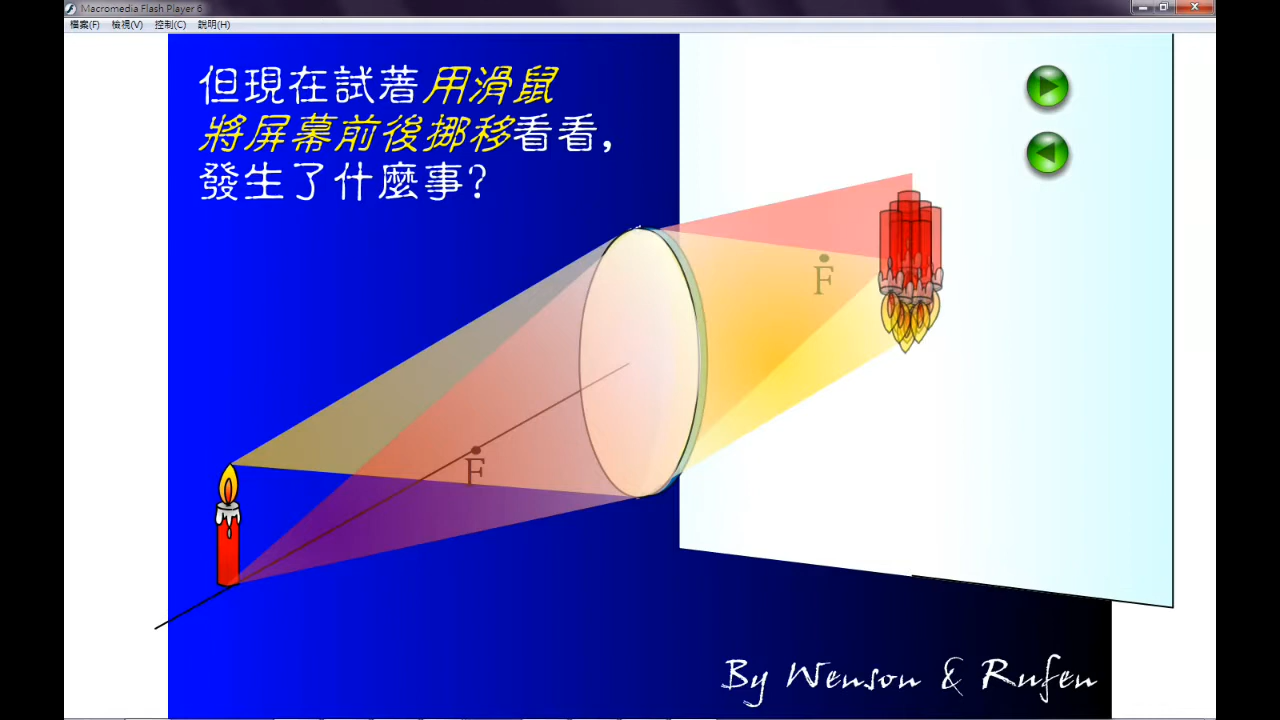 Macromedia Flash Player 6
檔案(F) 檢視(V) 控制(C) 說明(H)
但現在試著用滑鼠
將屏幕前後挪移看看,
發生了什麼事?
F
F
By Wenson & Rufen